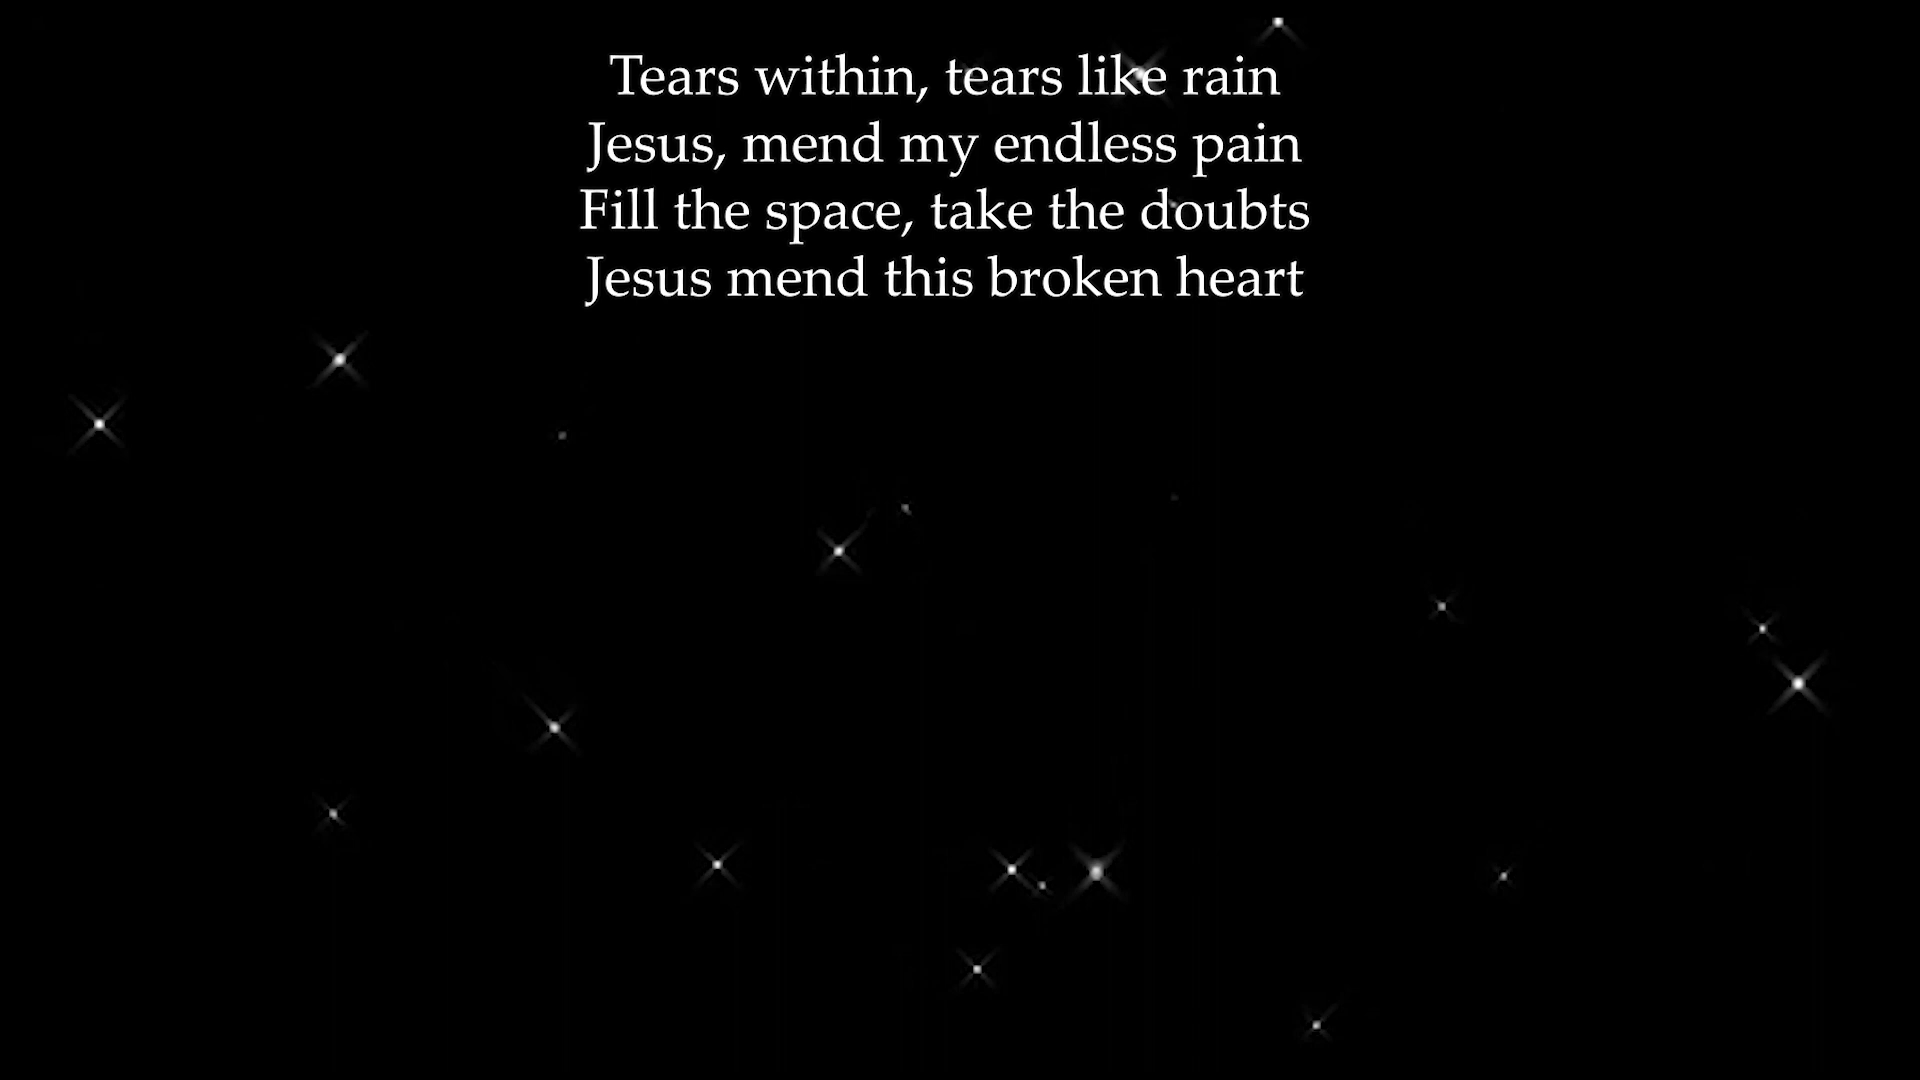 Tears within, tears like rain
Jesus, mend my endless pain
Fill the space, take the doubts
Jesus mend this broken heart